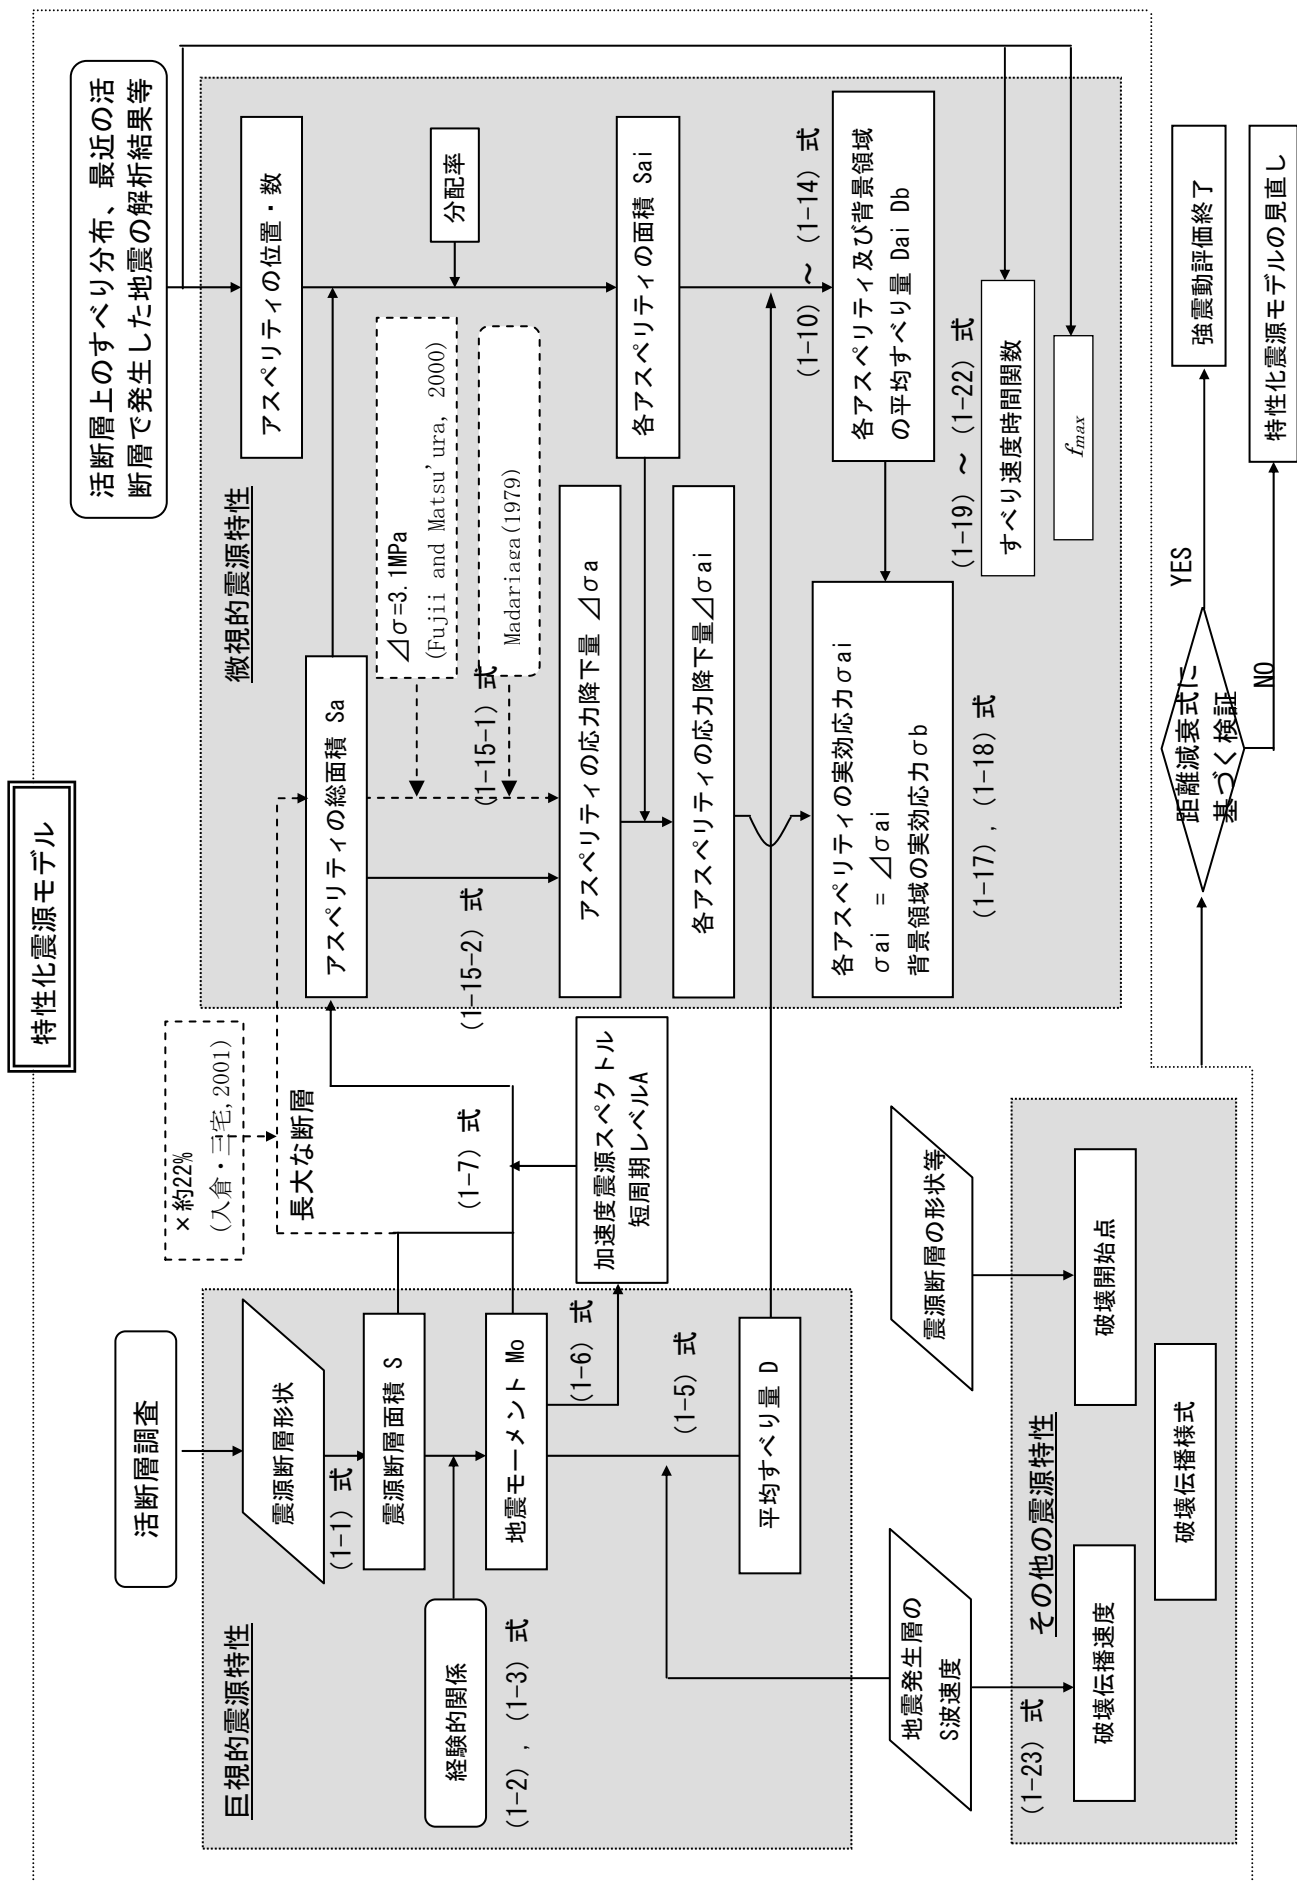 特性化震源モデル
活断層調査
巨視的震源特性
震源断層形状
(1-1) 式
震源断層面積 S
経験的関係
(1-2) , (1-3) 式
地震モーメント Mo
(1-6) 式
(1-5) 式
平均すべり量 D
×約22%
(入倉・三宅, 2001)
長大な断層
(1-7) 式
加速度震源スペクトル
短周期レベルA
活断層上のすべり分布、最近の活
断層で発生した地震の解析結果等
微視的震源特性
アスペリティの位置・数
アスペリティの総面積 Sa
⊿σ=3.1MPa
(Fujii and Matsu'ura, 2000)
分配率
Madariaga(1979)
(1-15-1) 式
(1-15-2) 式
アスペリティの応力降下量 ⊿σa
各アスペリティの面積 Sai
各アスペリティの応力降下量⊿σai
(1-10) ~ (1-14) 式
各アスペリティ及び背景領域
の平均すべり量 Dai Db
各アスペリティの実効応力σai
σai = ⊿σai
背景領域の実効応力σb
(1-17) , (1-18) 式
(1-19) ~ (1-22) 式
すべり速度時間関数
fmax
地震発生層の
S波速度
震源断層の形状等
その他の震源特性
(1-23) 式
破壊伝播速度
破壊開始点
破壊伝播様式
距離減衰式に
基づく検証
YES
NO
強震動評価終了
特性化震源モデルの見直し